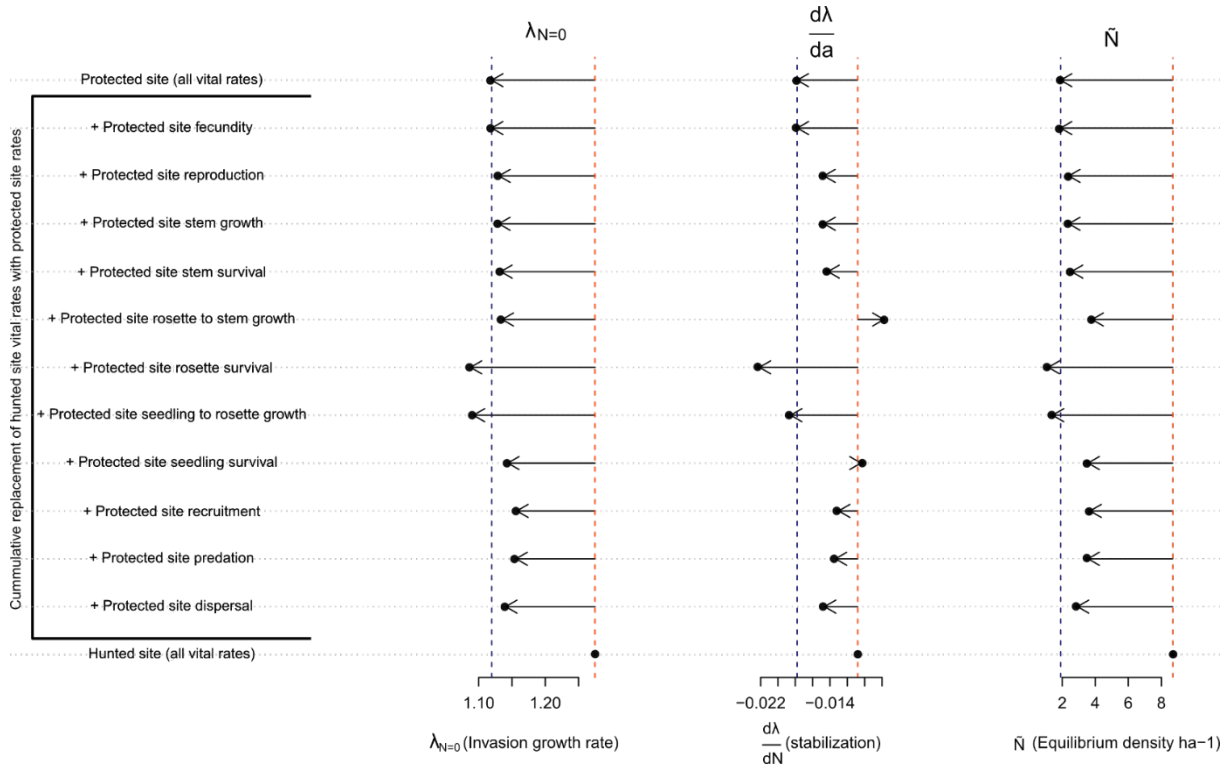 λN=0
dλ
da
Ñ
Protected site (all vital rates)
+ Protected site fecundity
+ Protected site reproduction
+ Protected site stem growth
+ Protected site stem survival
+ Protected site rosette to stem growth
+ Protected site rosette survival
+ Protected site seedling to rosette growth
+ Protected site seedling survival
+ Protected site recruitment
+ Protected site predation
+ Protected site dispersal
Hunted site (all vital rates)
Cummulative replacement of hunted site vital rates with protected site rates
1.10 1.20
−0.022 −0.014
2 4 6 8
λN=0 (Invasion growth rate)
dλ
dN
(stabilization)
Ñ (Equilibrium density ha−1)